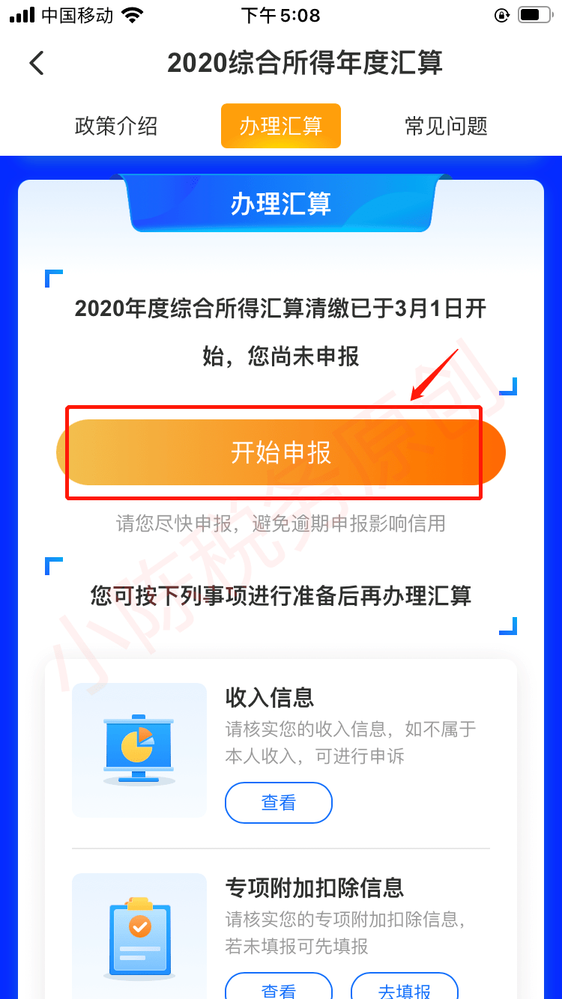 中国移动
下午5:08
2020综合所得年度汇算
政策介绍
办理汇算
常见问题
办理汇算
2020年度综合所得汇算清缴已于3月1日开
始，您尚未申报
开始申报
请您尽快申报，避免逾期申报影响信用
您可按下列事项进行准备后再办理汇算
收入信息
请核实您的收入信息，如不属于
本人收入，可进行申诉
查看
专项附加扣除信息
请核实您的专项附加扣除信息，
若未填报可先填报
查看
去填报
小陈税务原创